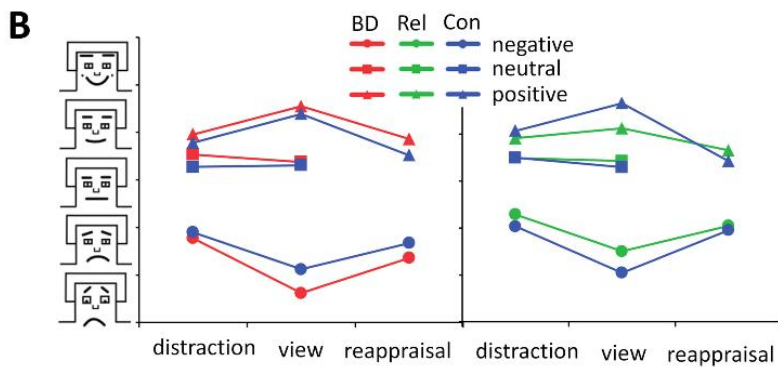 B
BD Rel Con
negative
neutral
positive
distraction view reappraisal distraction view reappraisal